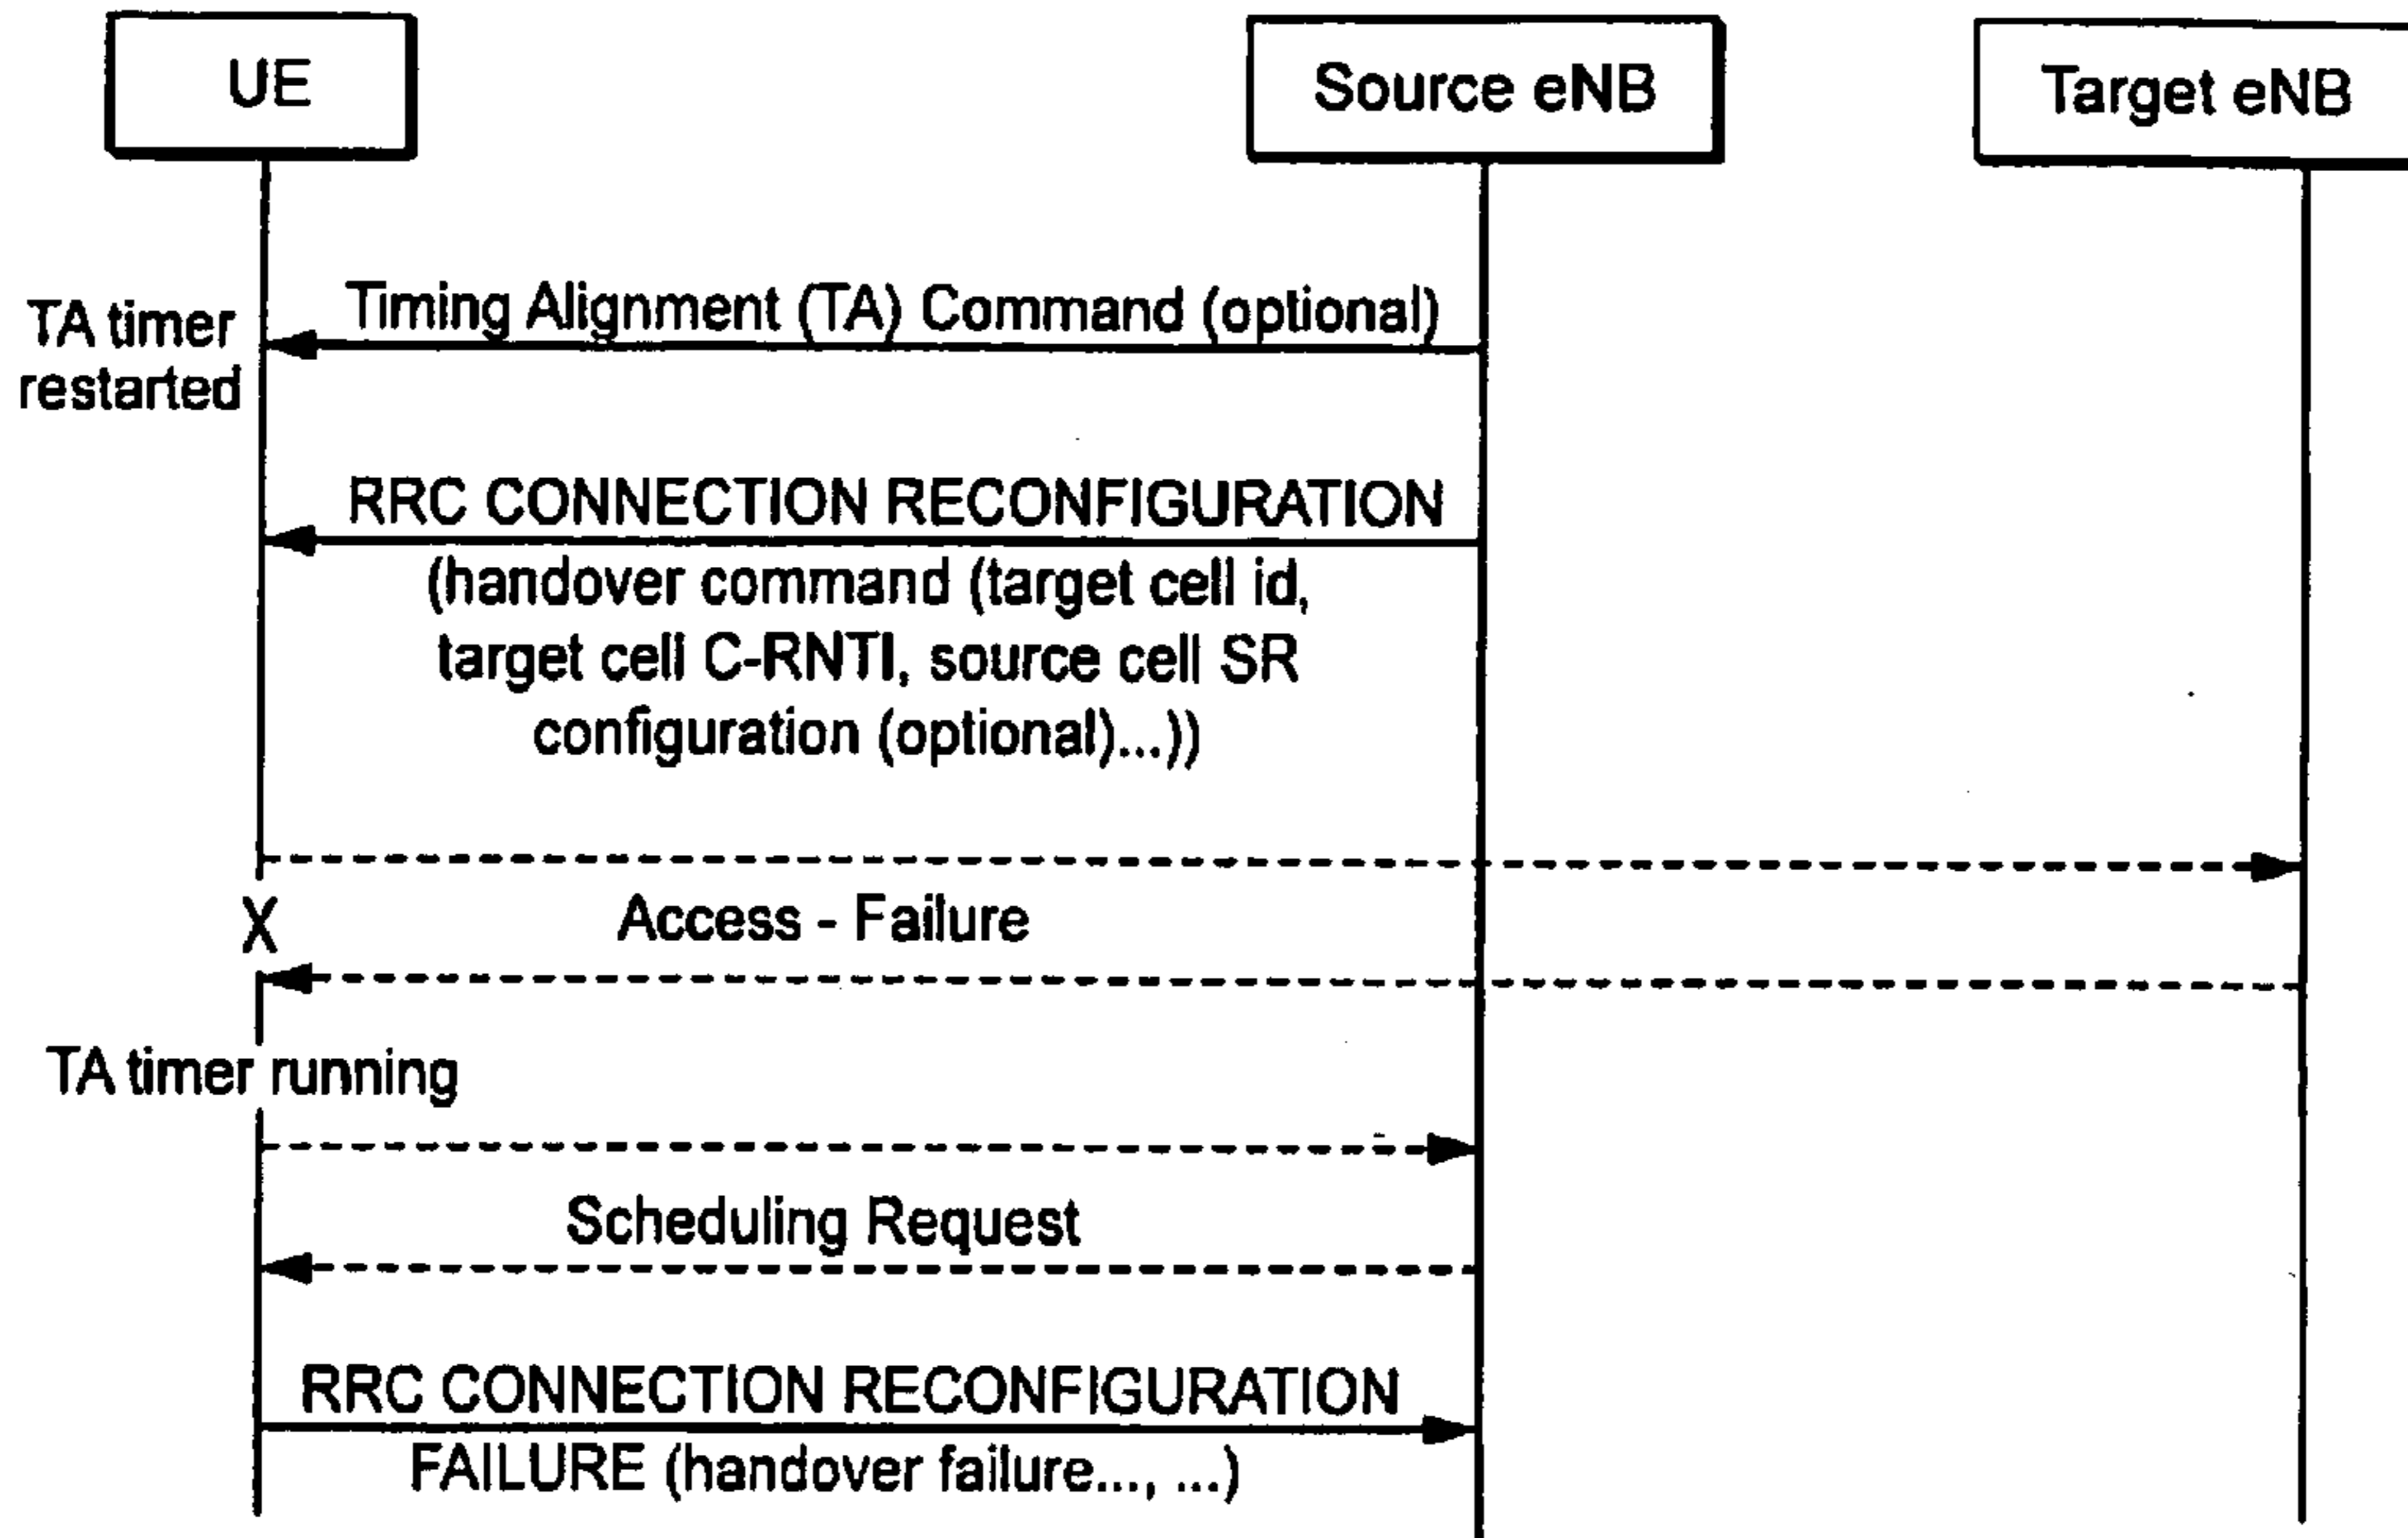 UE
Source eNB
Target eNB
Timing Alignment (TA) Command (optional)
TA timer
restarted
RRC CONNECTION RECONFIGURATION
(handover command (target cell id,
target cell C-RNTI, source cell SR
configuration (optional)...))
X
Access - Failure
TA timer running
Scheduling Request
RRC CONNECTION RECONFIGURATION
FAILURE (handover failure..., ...)